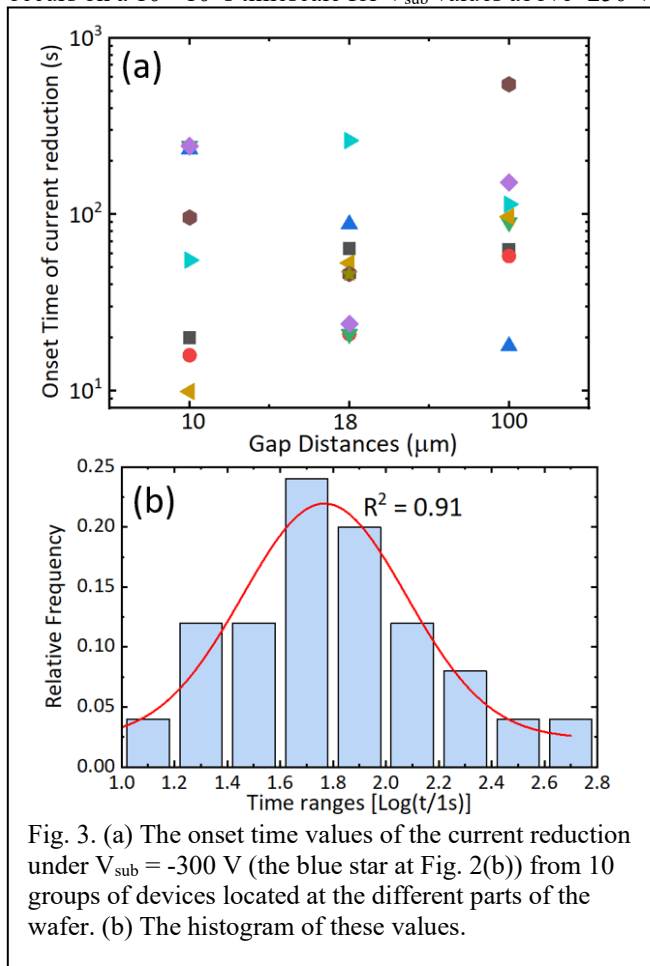 (a)
Onset Time of current reduction (s)
10³
10²
10¹
10 18 100
Gap Distances (μm)
(b)
R² = 0.91
Relative Frequency
0.25
0.20
0.15
0.10
0.05
0.00
1.0 1.2 1.4 1.6 1.8 2.0 2.2 2.4 2.6 2.8
Time ranges [Log(t/1s)]
Fig. 3. (a) The onset time values of the current reduction
under V_sub = -300 V (the blue star at Fig. 2(b)) from 10
groups of devices located at the different parts of the
wafer. (b) The histogram of these values.